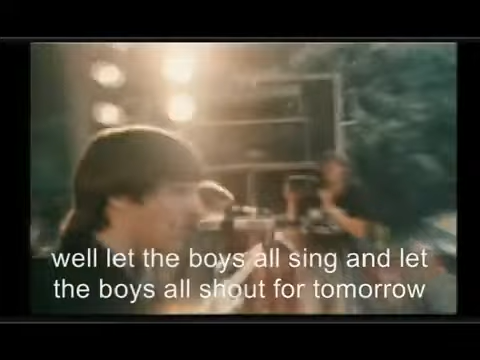 well let the boys all sing and let
the boys all shout for tomorrow